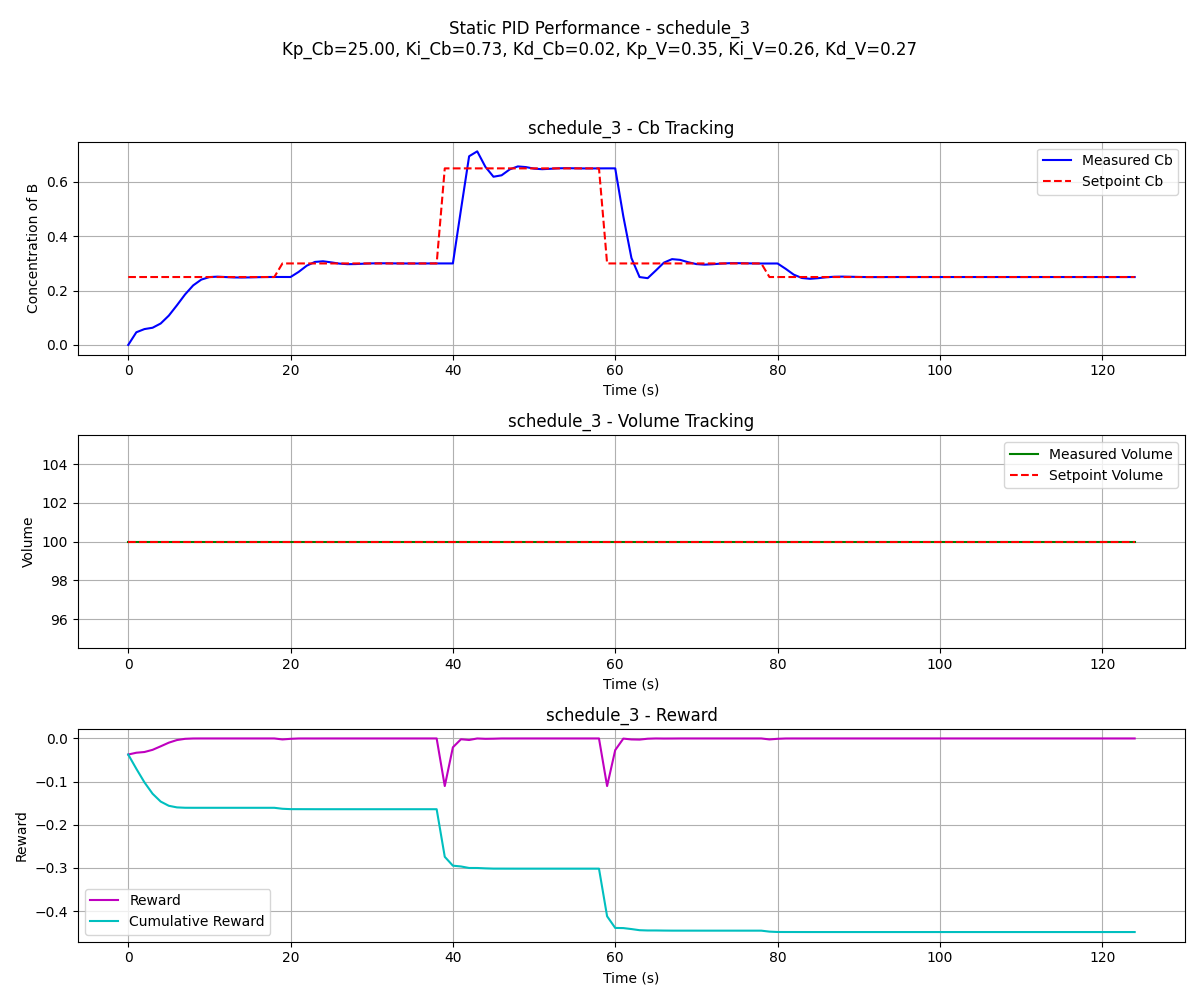 Static PID Performance - schedule_3
Kp_Cb=25.00, Ki_Cb=0.73, Kd_Cb=0.02, Kp_V=0.35, Ki_V=0.26, Kd_V=0.27
schedule_3 - Cb Tracking
Concentration of B
0.6
0.4
0.2
0.0
Measured Cb
Setpoint Cb
0 20 40 60 80 100 120
Time (s)
schedule_3 - Volume Tracking
Volume
104
102
100
98
96
Measured Volume
Setpoint Volume
0 20 40 60 80 100 120
Time (s)
schedule_3 - Reward
Reward
0.0
−0.1
−0.2
−0.3
−0.4
Reward
Cumulative Reward
0 20 40 60 80 100 120
Time (s)